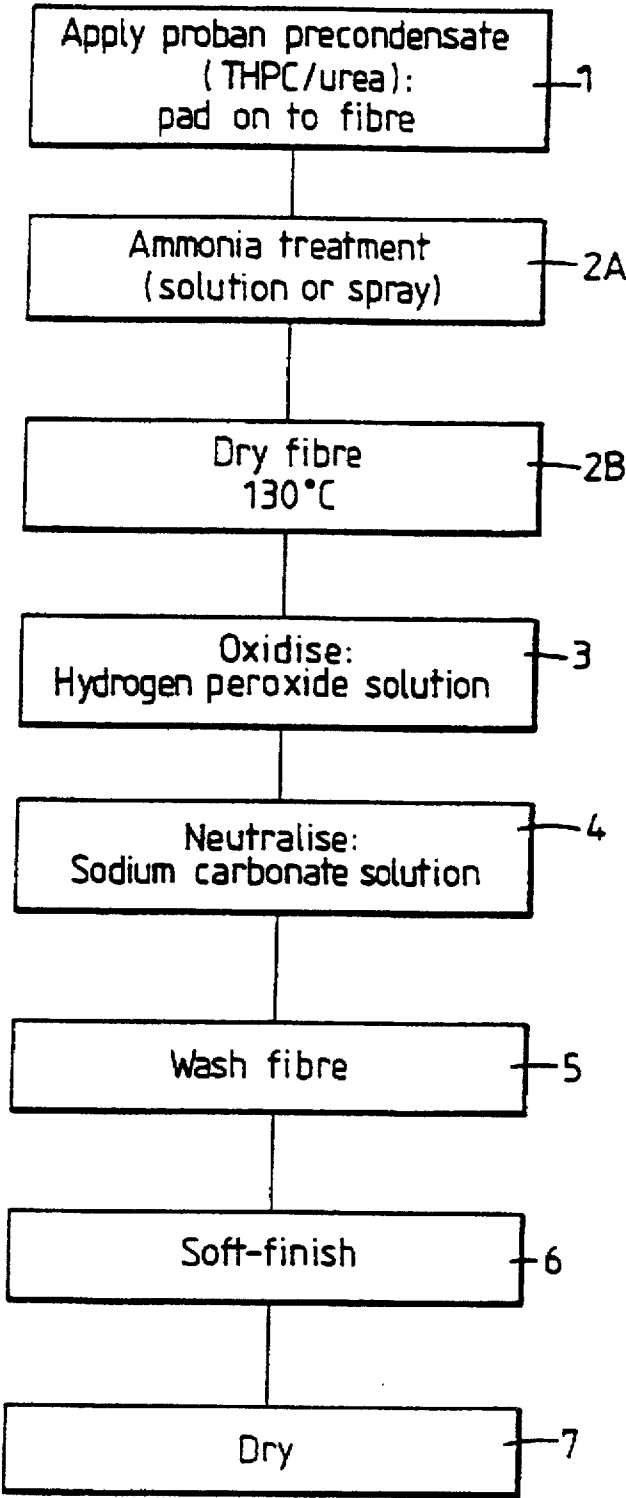 Apply proban precondensate
(THPC/urea):
pad on to fibre
1
Ammonia treatment
(solution or spray)
2A
Dry fibre
130°C
2B
Oxidise:
Hydrogen peroxide solution
3
Neutralise:
Sodium carbonate solution
4
Wash fibre
5
Soft-finish
6
Dry
7